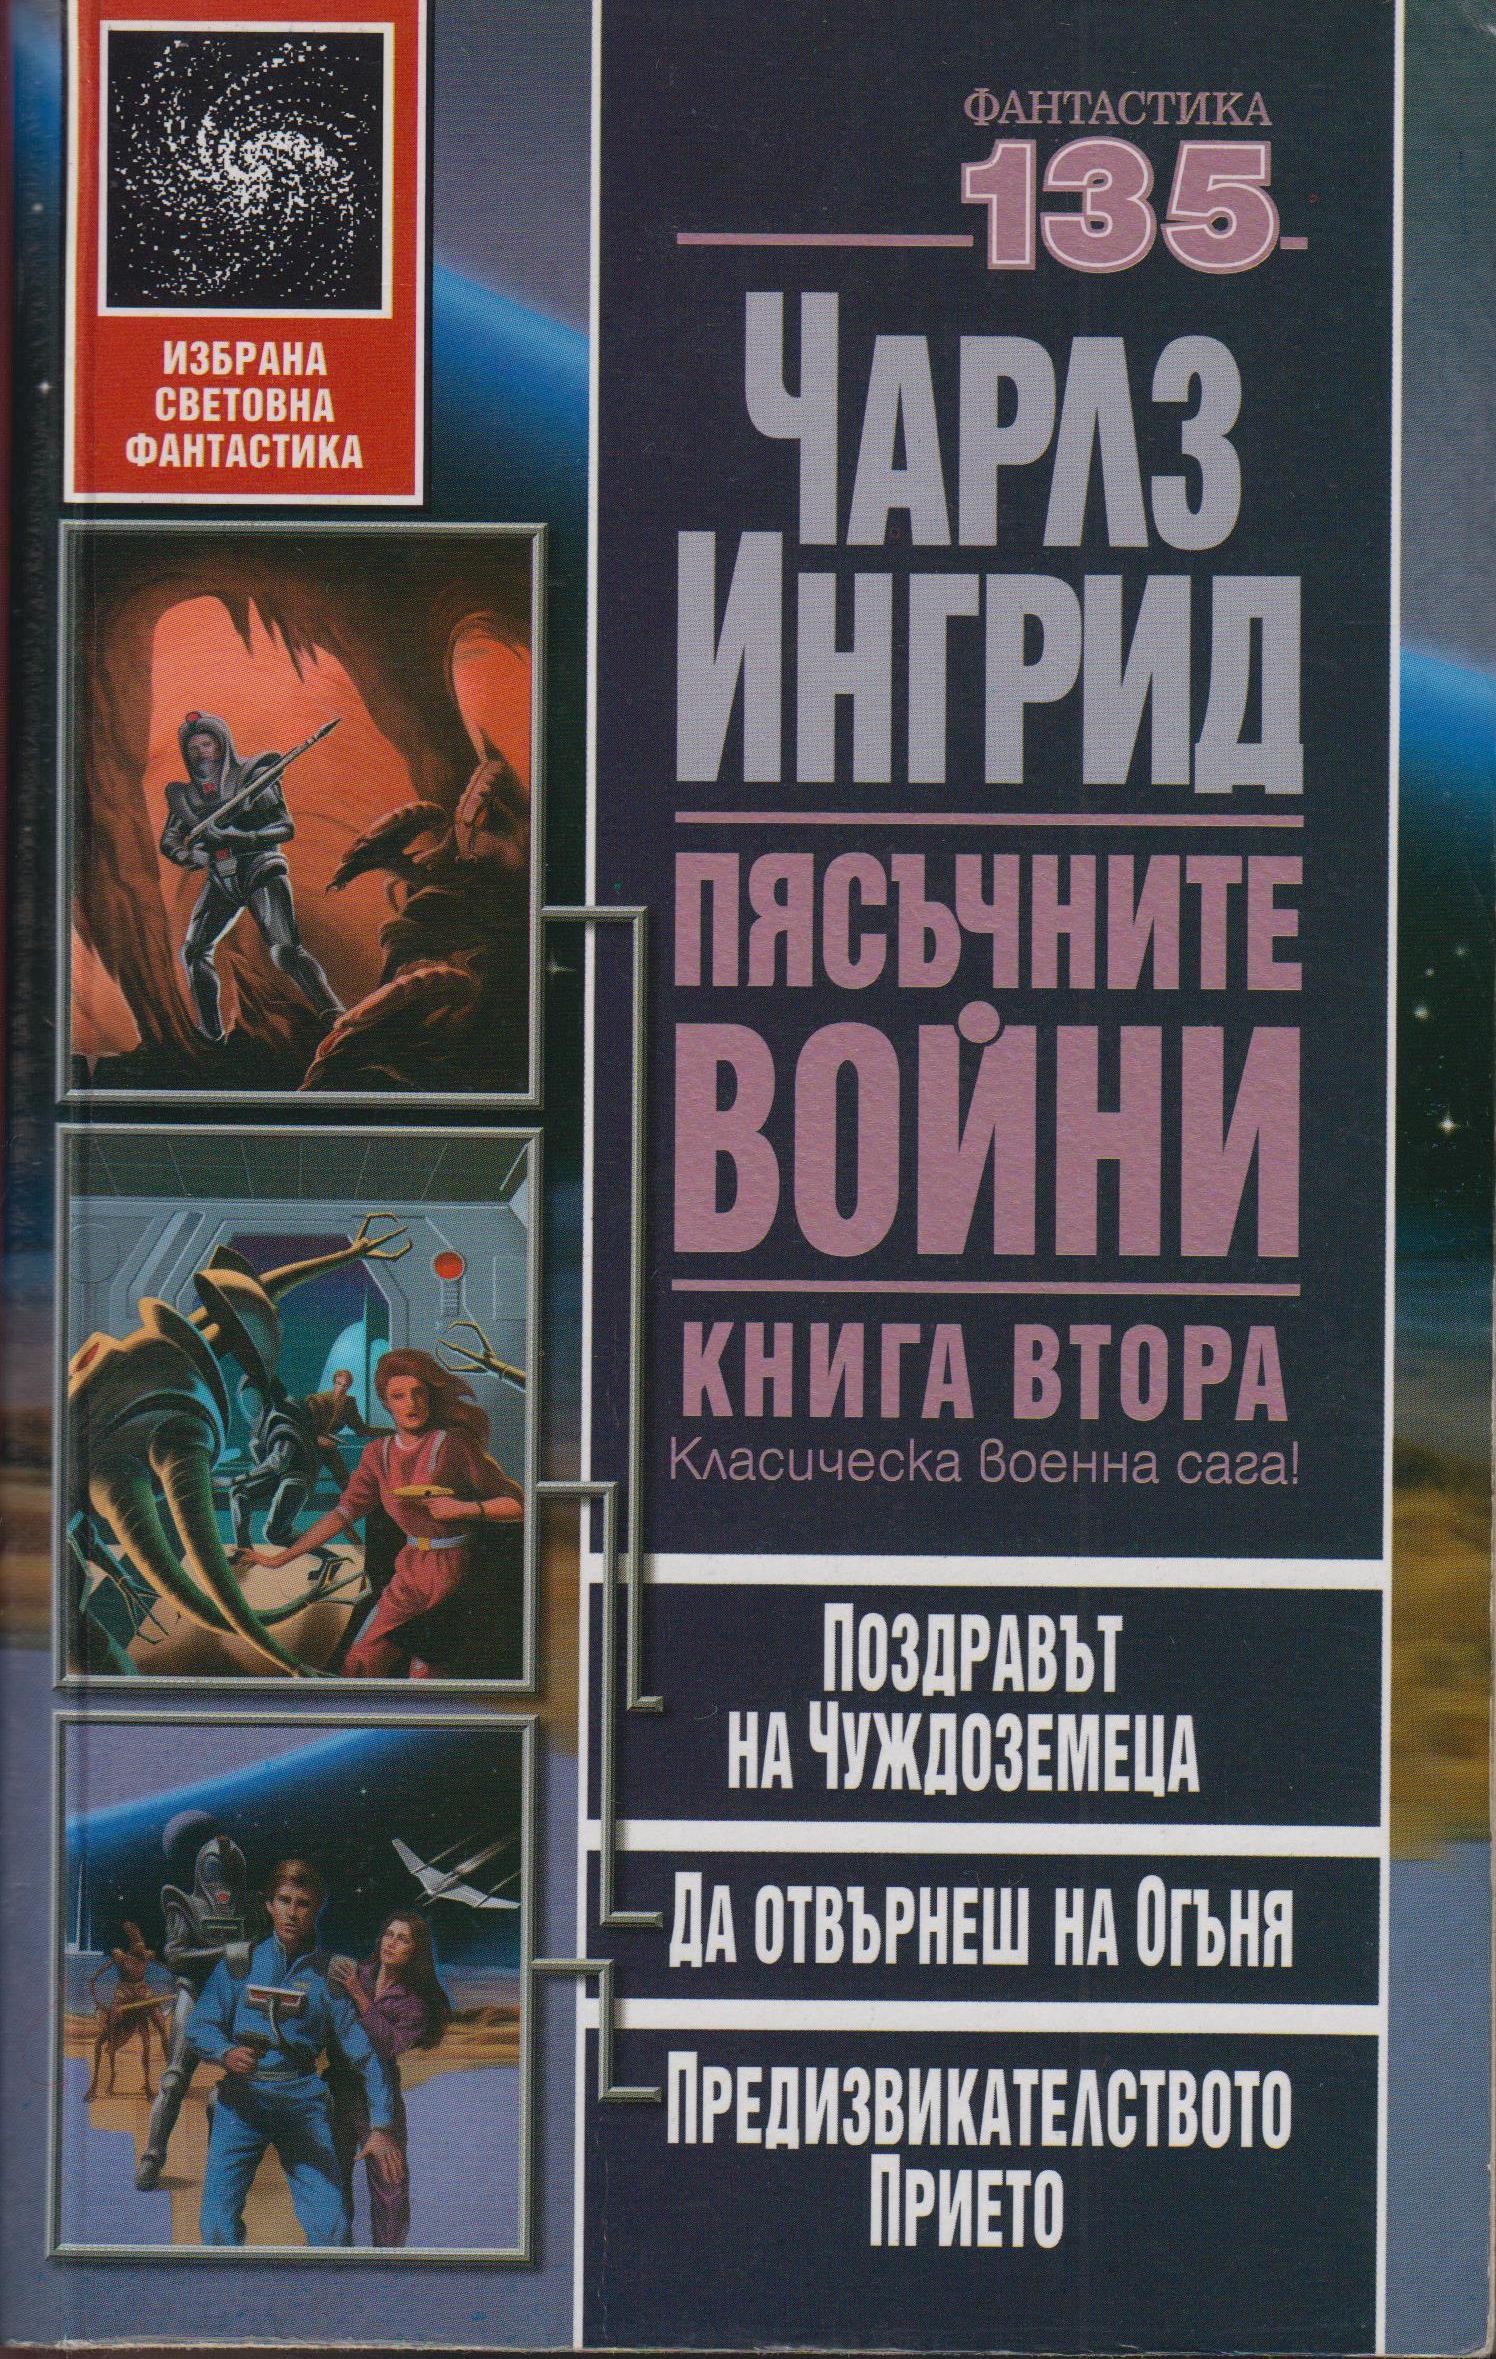 ИЗБРАНА
СВЕТОВНА
ФАНТАСТИКА
ФАНТАСТИКА
135
ЧАРЛЗ
ИНГРИД
ПЯСЪЧНИТЕ
ВОЙНИ
КНИГА ВТОРА
Класическа военна сага!
ПОЗДРАВЪТ
НА ЧУЖДОЗЕМЕЦА
ДА ОТВЪРНЕШ НА ОГЪНЯ
ПРЕДИЗВИКАТЕЛСТВОТО
ПРИЕТО